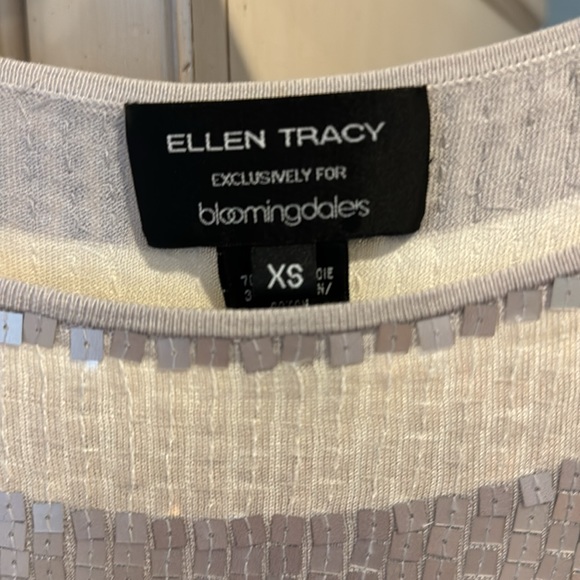 ELLEN TRACY
EXCLUSIVELY FOR
bloomingdale's
XS